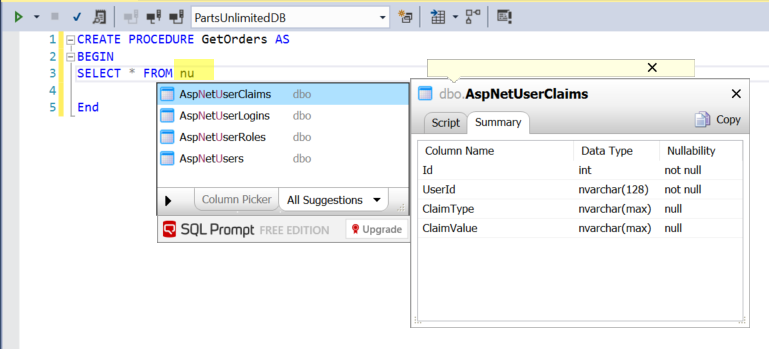 PartsUnlimitedDB
1 CREATE PROCEDURE GetOrders AS
2 BEGIN
3 SELECT * FROM nu
4
5 End
AspNetUserClaims dbo
AspNetUserLogins dbo
AspNetUserRoles dbo
AspNetUsers dbo
Column Picker All Suggestions
SQL Prompt FREE EDITION Upgrade
dbo.AspNetUserClaims
Script Summary Copy
Column Name Data Type Nullability
Id int not null
UserId nvarchar(128) not null
ClaimType nvarchar(max) null
ClaimValue nvarchar(max) null